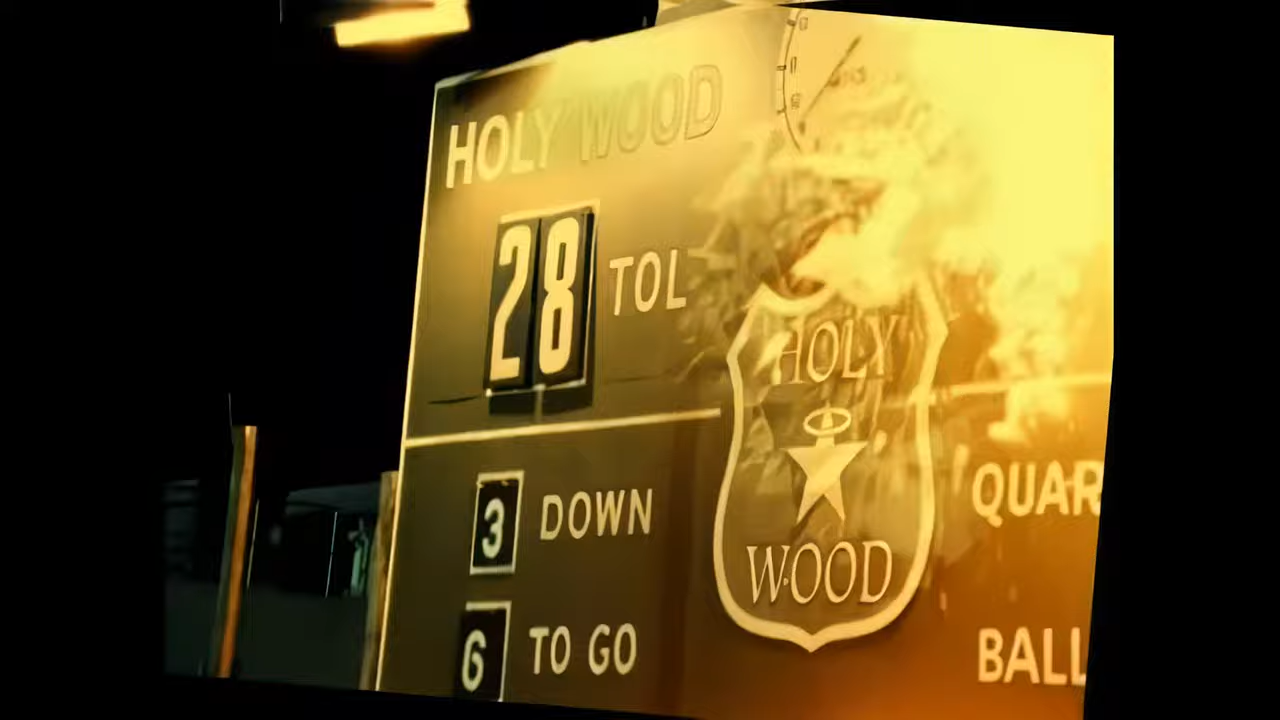 HOLY WOOD
28 TOL
HOLY
WOOD
3 DOWN
QUAR
6 TO GO
BALL